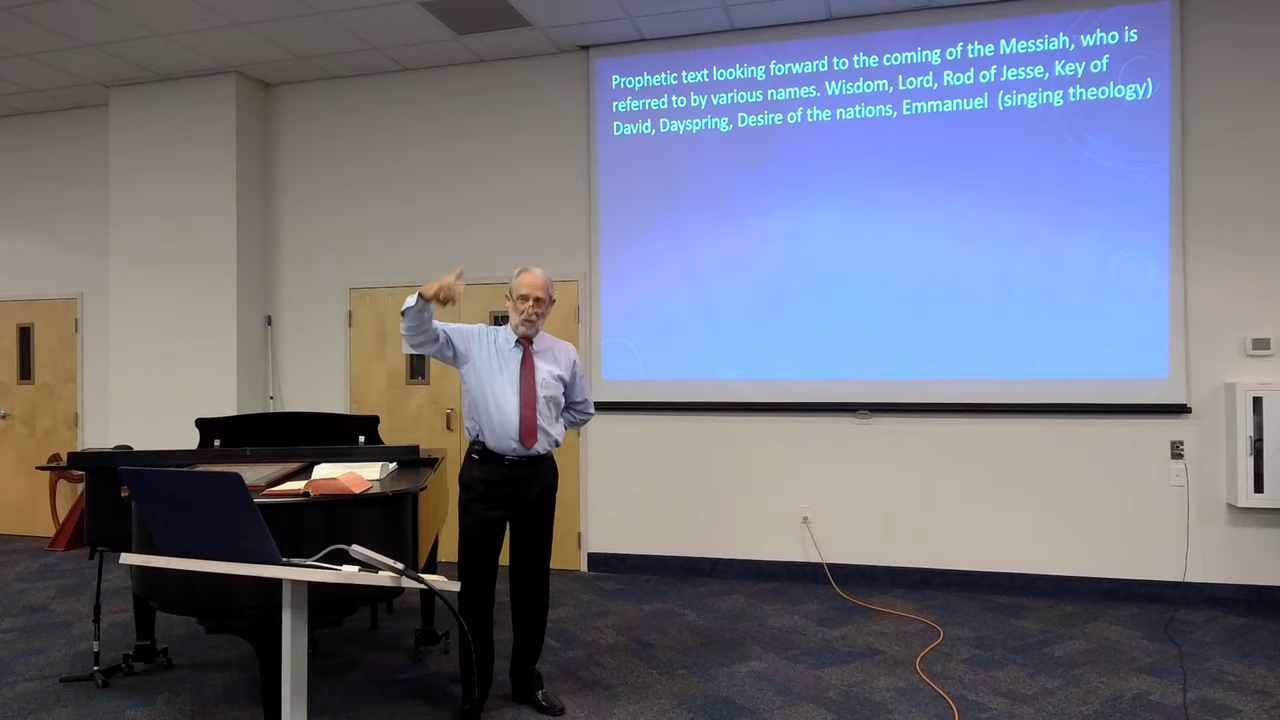 Prophetic text looking forward to the coming of the Messiah, who is
referred to by various names. Wisdom, Lord, Rod of Jesse, Key of
David, Dayspring, Desire of the nations, Emmanuel (singing theology)